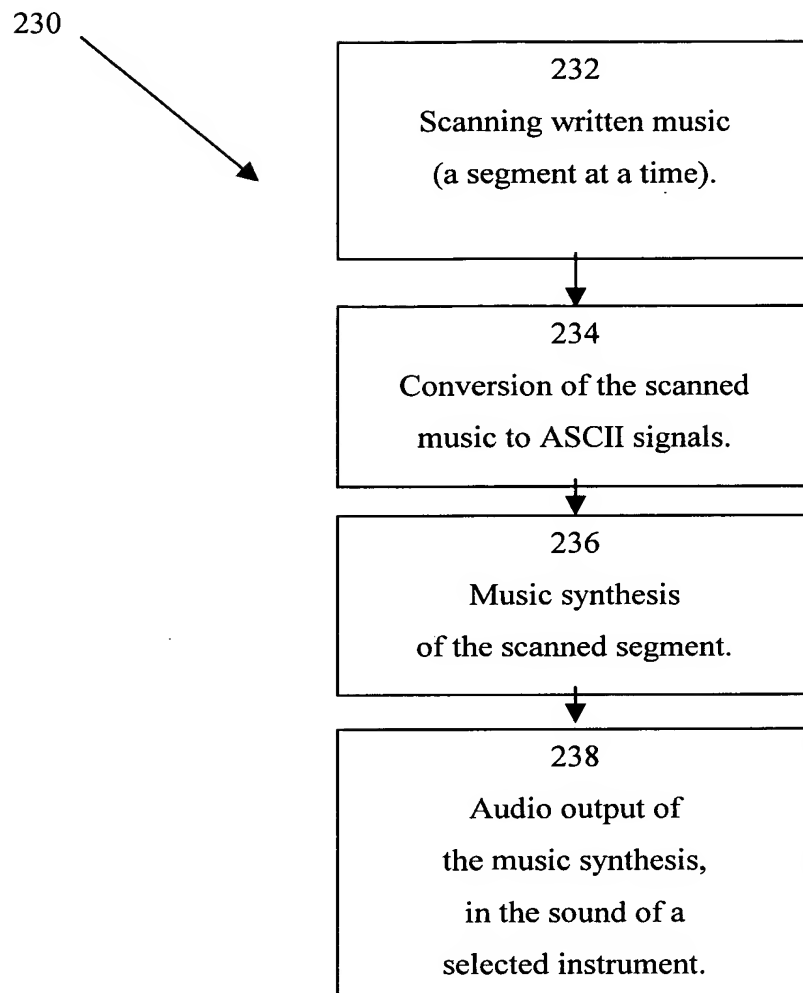 230
232
Scanning written music
(a segment at a time).
234
Conversion of the scanned
music to ASCII signals.
236
Music synthesis
of the scanned segment.
238
Audio output of
the music synthesis,
in the sound of a
selected instrument.